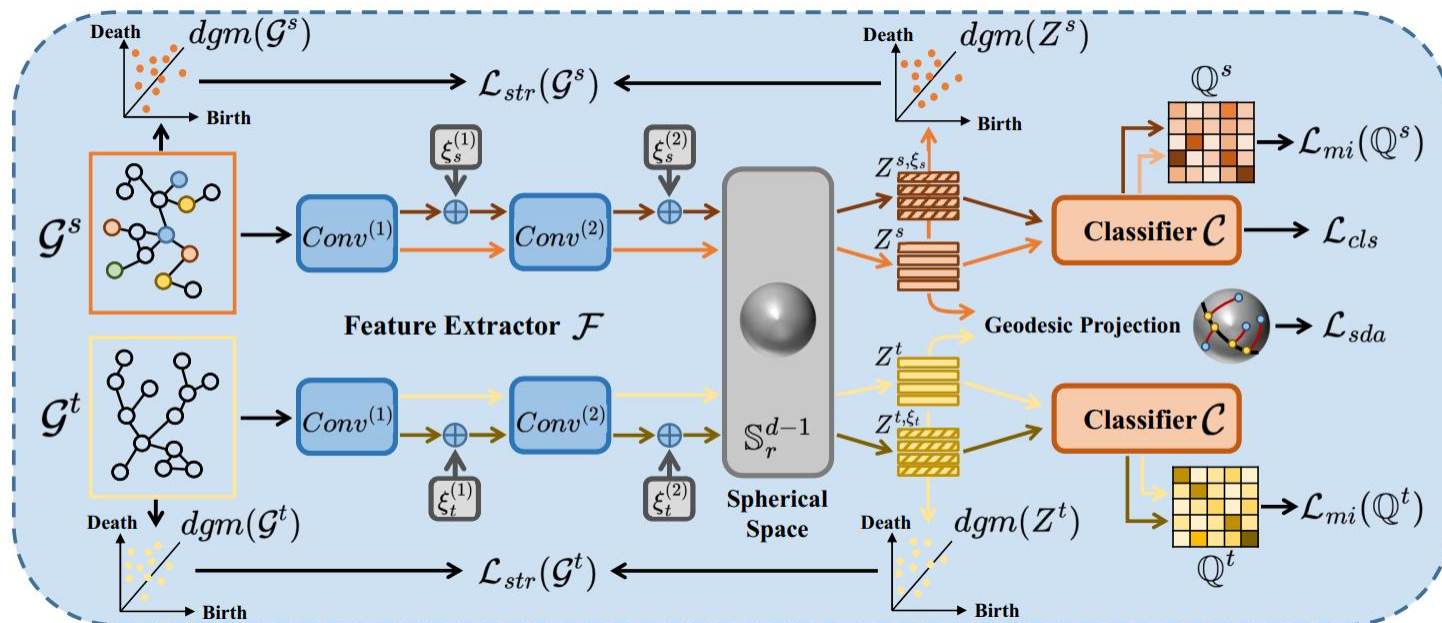 Death
dgm(𝒢^s)
Birth
ℒ_str(𝒢^s)
Death
dgm(Z^s)
Birth
ℚ^s
ℒ_mi(ℚ^s)
ξ_s^(1)
ξ_s^(2)
𝒢^s
Conv^(1)
Conv^(2)
Z^{s,ξ_s}
Z^s
Classifier 𝒞
ℒ_cls
Feature Extractor ℱ
Geodesic Projection
ℒ_sda
𝒢^t
Conv^(1)
Conv^(2)
𝕊_r^{d-1}
Z^t
Z^{t,ξ_t}
Classifier 𝒞
ξ_t^(1)
ξ_t^(2)
Spherical
Space
Death
dgm(𝒢^t)
Birth
ℒ_str(𝒢^t)
Death
dgm(Z^t)
Birth
ℒ_mi(ℚ^t)
ℚ^t